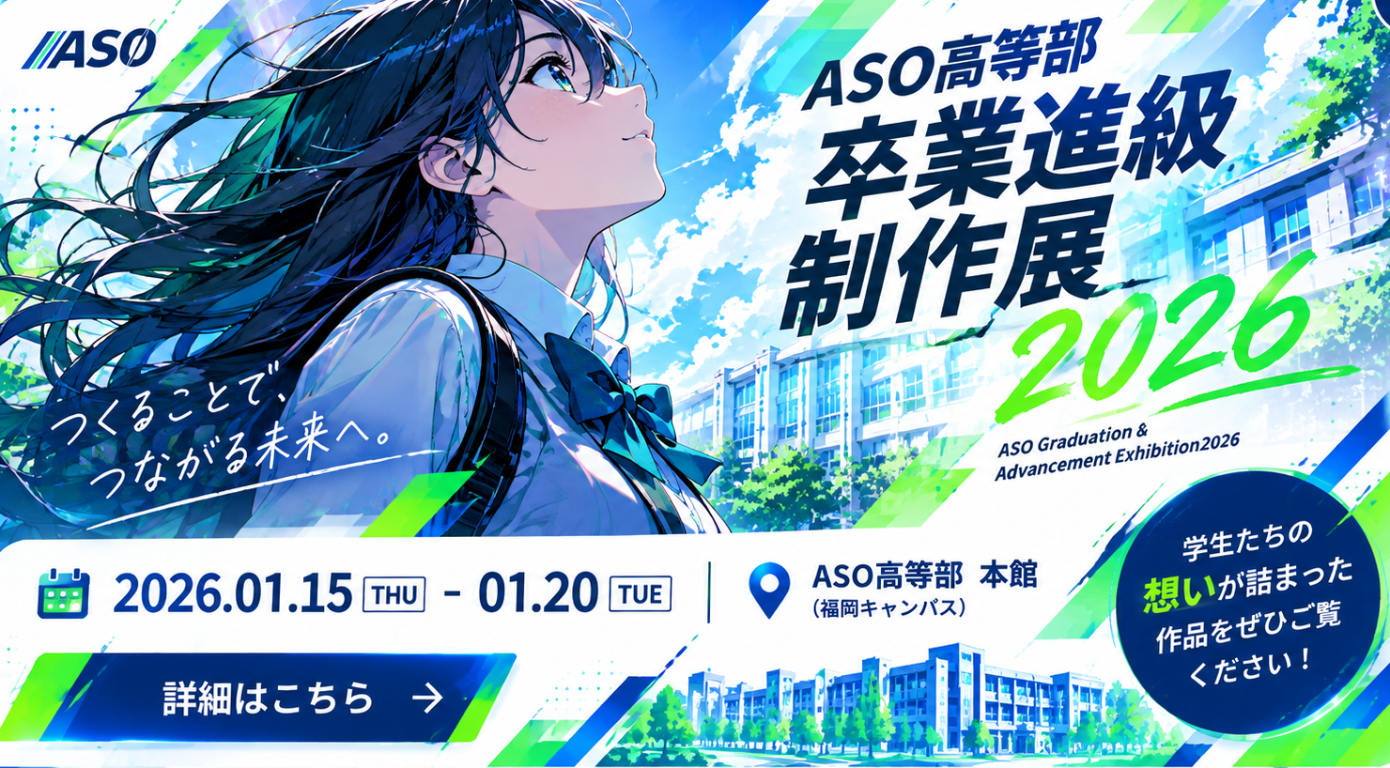 ASO
ASO高等部
卒業進級
制作展
2026
ASO Graduation &
Advancement Exhibition2026
つくることで、
つながる未来へ。
2026.01.15 THU - 01.20 TUE
ASO高等部 本館
(福岡キャンパス)
学生たちの
想いが詰まった
作品をぜひご覧
ください！
詳細はこちら →